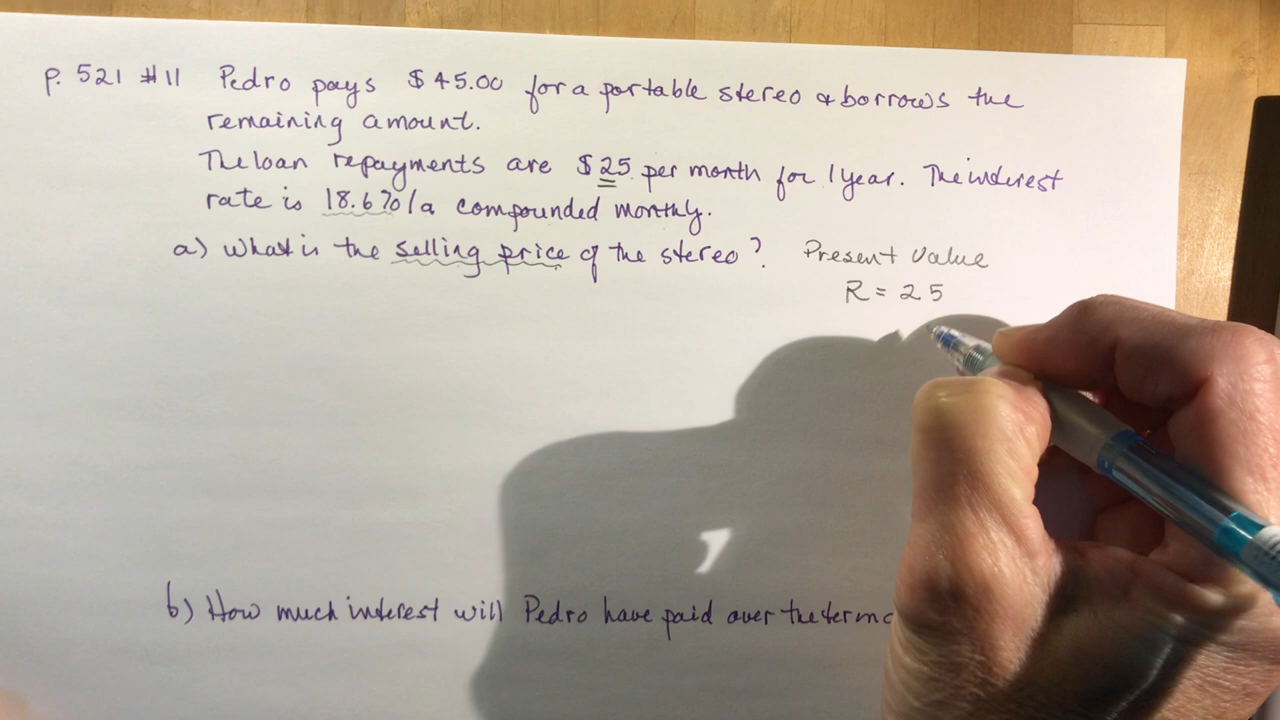 p. 521 #11 Pedro pays $45.00 for a portable stereo & borrows the
remaining amount.
The loan repayments are $25 per month for 1 year. The interest
rate is 18.6%/a compounded monthly.
a) What is the selling price of the stereo? Present Value
R = 25
b) How much interest will Pedro have paid over the term